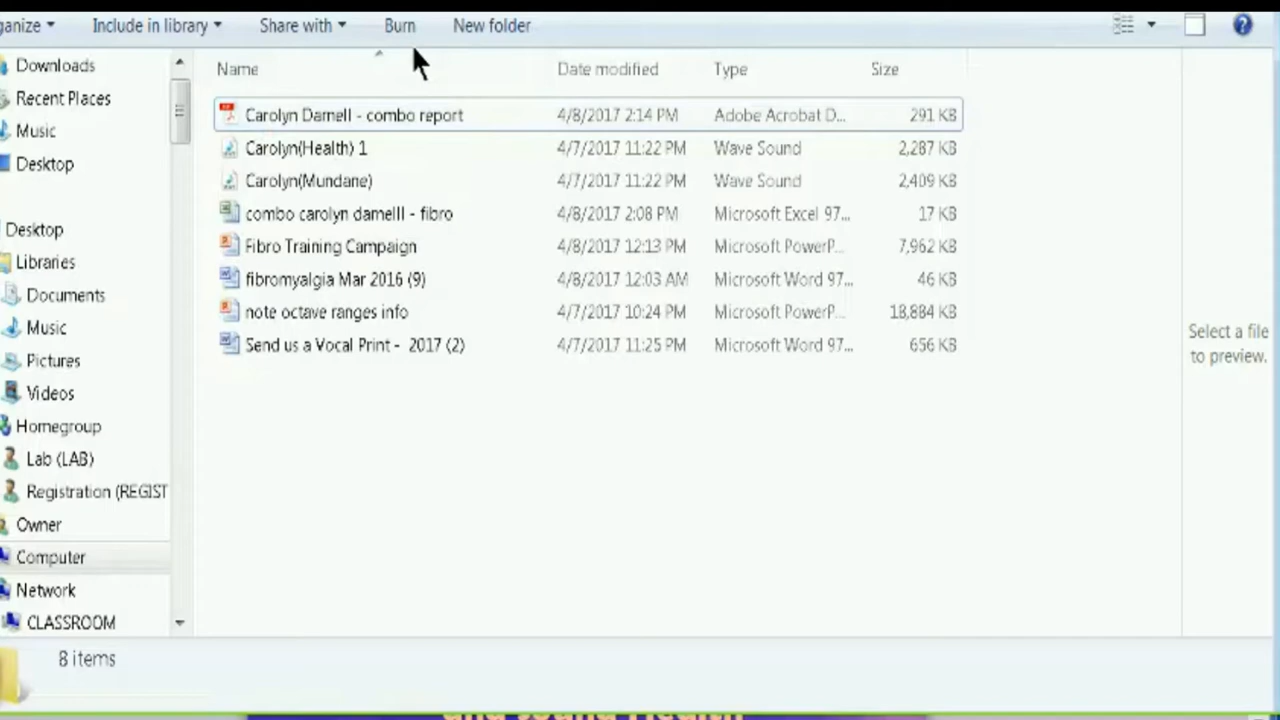 ganize Include in library Share with Burn New folder
Name Date modified Type Size
Carolyn Darnell - combo report 4/8/2017 2:14 PM Adobe Acrobat D... 291 KB
Carolyn(Health) 1 4/7/2017 11:22 PM Wave Sound 2,287 KB
Carolyn(Mundane) 4/7/2017 11:22 PM Wave Sound 2,409 KB
combo carolyn damelll - fibro 4/8/2017 2:08 PM Microsoft Excel 97... 17 KB
Fibro Training Campaign 4/8/2017 12:13 PM Microsoft PowerP... 7,962 KB
fibromyalgia Mar 2016 (9) 4/8/2017 12:03 AM Microsoft Word 97... 46 KB
note octave ranges info 4/7/2017 10:24 PM Microsoft PowerP... 18,884 KB
Send us a Vocal Print - 2017 (2) 4/7/2017 11:25 PM Microsoft Word 97... 656 KB
Downloads
Recent Places
Music
Desktop
Desktop
Libraries
Documents
Music
Pictures
Videos
Homegroup
Lab (LAB)
Registration (REGIST
Owner
Computer
Network
CLASSROOM
Select a file
to preview.
8 items
and Sound Health